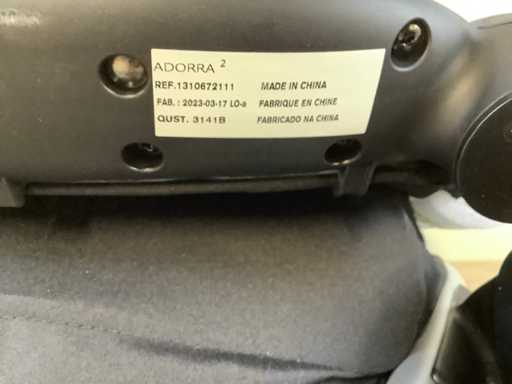 ADORRA 2
REF.1310672111 MADE IN CHINA
FAB. : 2023-03-17 LO-a FABRIQUE EN CHINE
QUST. 3141B FABRICADO NA CHINA